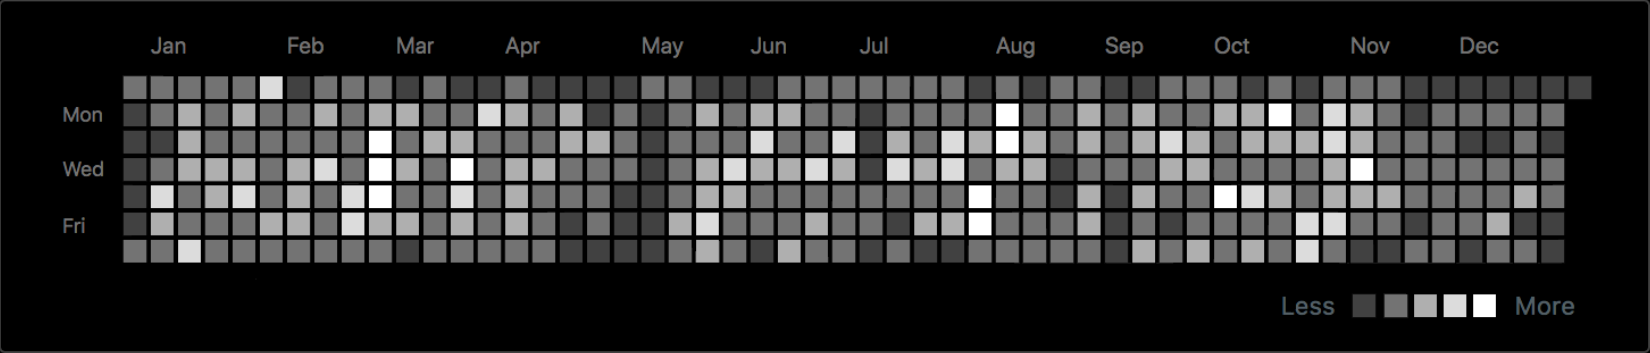 Jan Feb Mar Apr May Jun Jul Aug Sep Oct Nov Dec
Mon
Wed
Fri
Less More